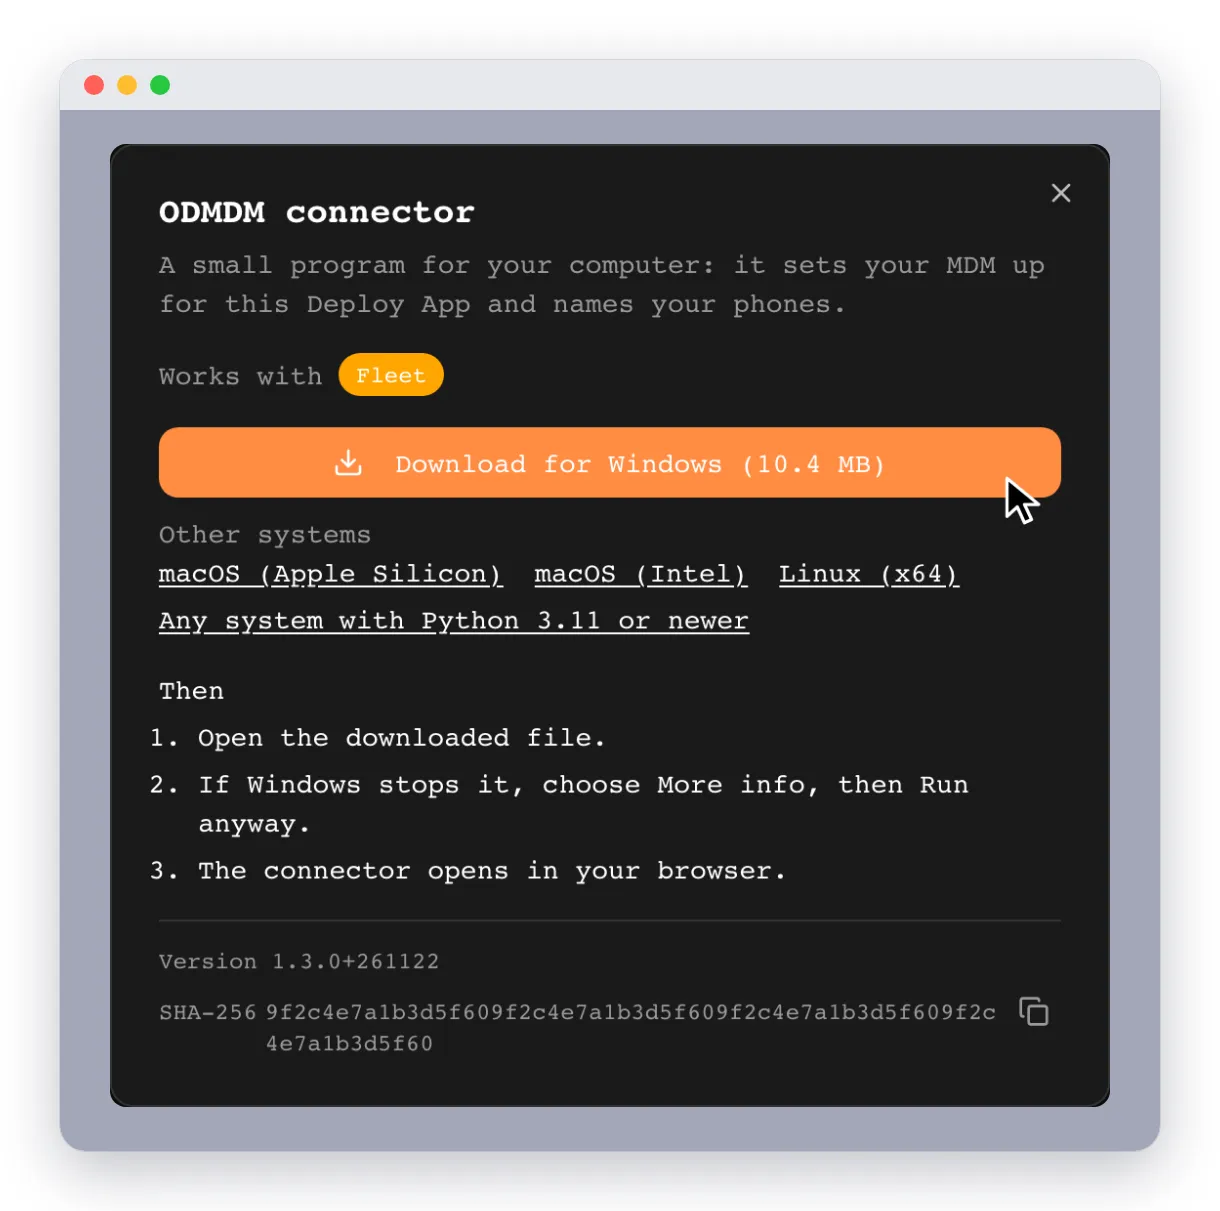 ODMDM connector
A small program for your computer: it sets your MDM up
for this Deploy App and names your phones.
Works with Fleet
Download for Windows (10.4 MB)
Other systems
macOS (Apple Silicon) macOS (Intel) Linux (x64)
Any system with Python 3.11 or newer
Then
1. Open the downloaded file.
2. If Windows stops it, choose More info, then Run
anyway.
3. The connector opens in your browser.
Version 1.3.0+261122
SHA-256 9f2c4e7a1b3d5f609f2c4e7a1b3d5f609f2c4e7a1b3d5f609f2c
4e7a1b3d5f60